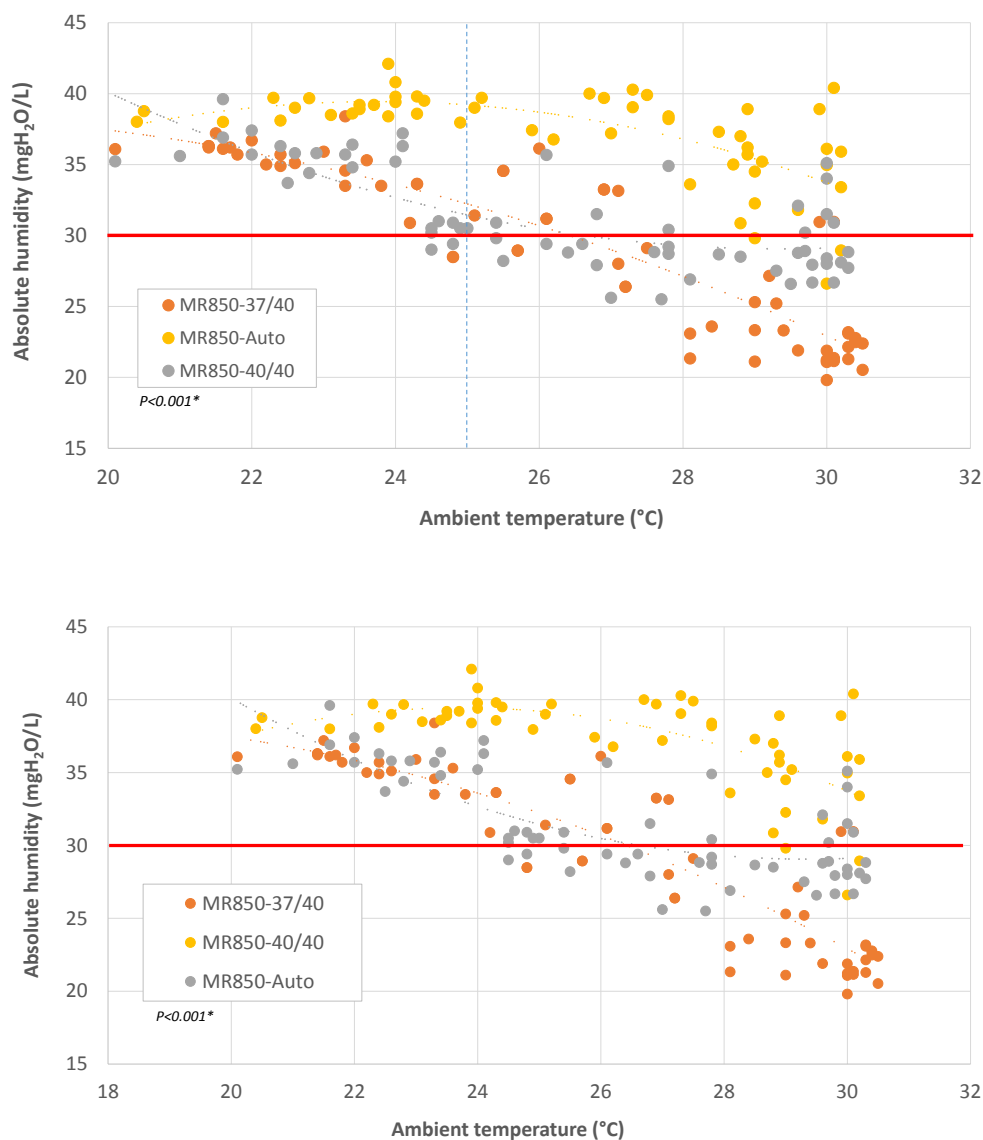 45
40
35
30
25
20
15
Absolute humidity (mgH₂O/L)
MR850-37/40
MR850-Auto
MR850-40/40
P<0.001*
20 22 24 26 28 30 32
Ambient temperature (°C)
45
40
35
30
25
20
15
Absolute humidity (mgH₂O/L)
MR850-37/40
MR850-40/40
MR850-Auto
P<0.001*
18 20 22 24 26 28 30 32
Ambient temperature (°C)